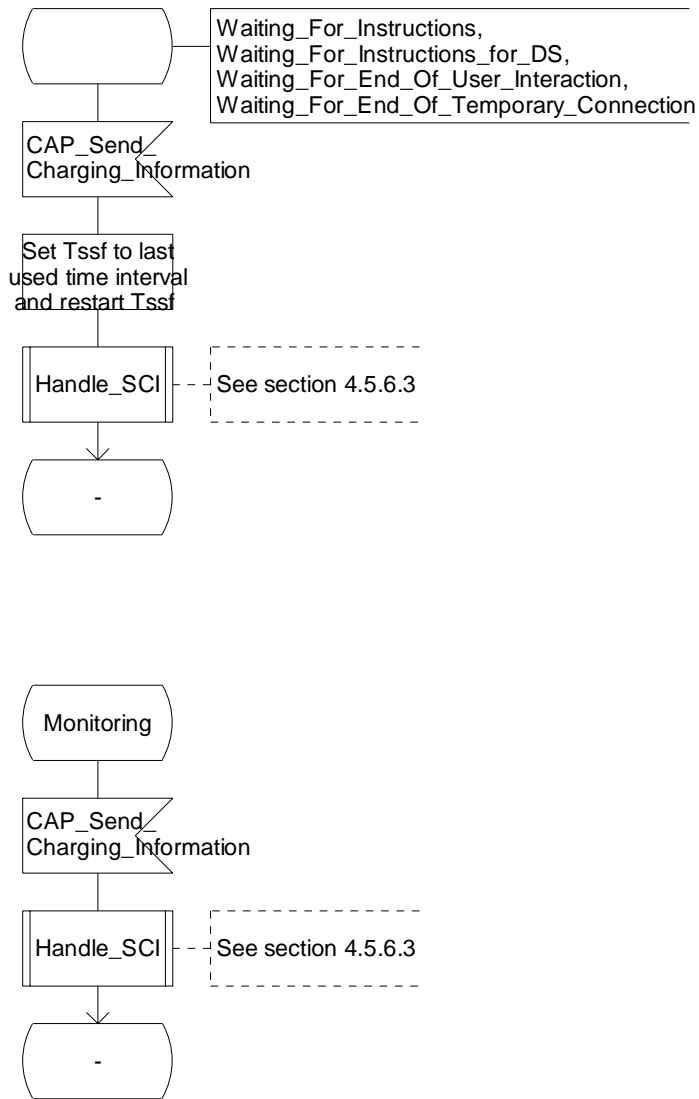 Waiting_For_Instructions,
Waiting_For_Instructions_for_DS,
Waiting_For_End_Of_User_Interaction,
Waiting_For_End_Of_Temporary_Connection
CAP_Send_
Charging_Information
Set Tssf to last
used time interval
and restart Tssf
Handle_SCI
See section 4.5.6.3
-
Monitoring
CAP_Send_
Charging_Information
Handle_SCI
See section 4.5.6.3
-